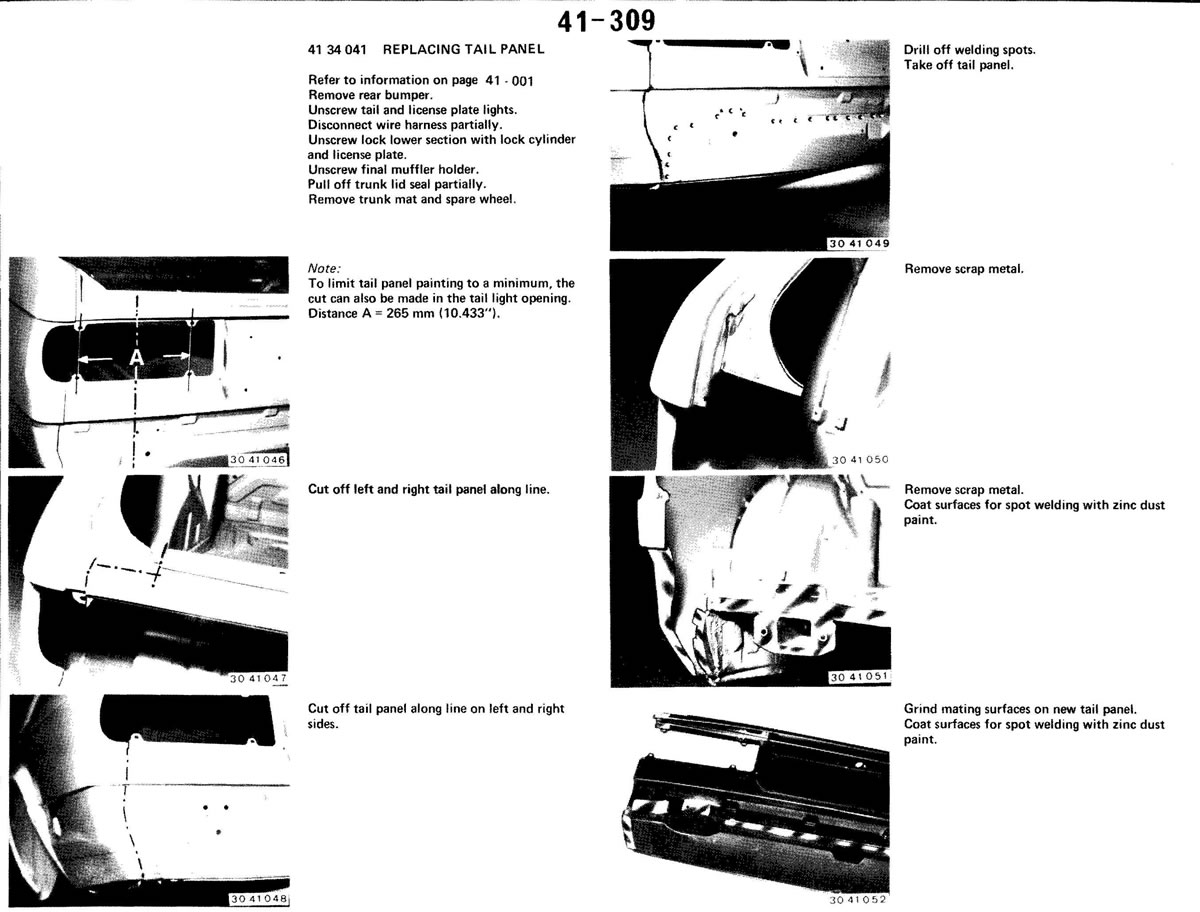 41-309
41 34 041 REPLACING TAIL PANEL
Refer to information on page 41 - 001
Remove rear bumper.
Unscrew tail and license plate lights.
Disconnect wire harness partially.
Unscrew lock lower section with lock cylinder
and license plate.
Unscrew final muffler holder.
Pull off trunk lid seal partially.
Remove trunk mat and spare wheel.
A
30 41 046
Note:
To limit tail panel painting to a minimum, the
cut can also be made in the tail light opening.
Distance A = 265 mm (10.433").
30 41 047
Cut off left and right tail panel along line.
30 41 048
Cut off tail panel along line on left and right
sides.
30 41 049
Drill off welding spots.
Take off tail panel.
30 41 050
Remove scrap metal.
30 41 051
Remove scrap metal.
Coat surfaces for spot welding with zinc dust
paint.
30 41 052
Grind mating surfaces on new tail panel.
Coat surfaces for spot welding with zinc dust
paint.